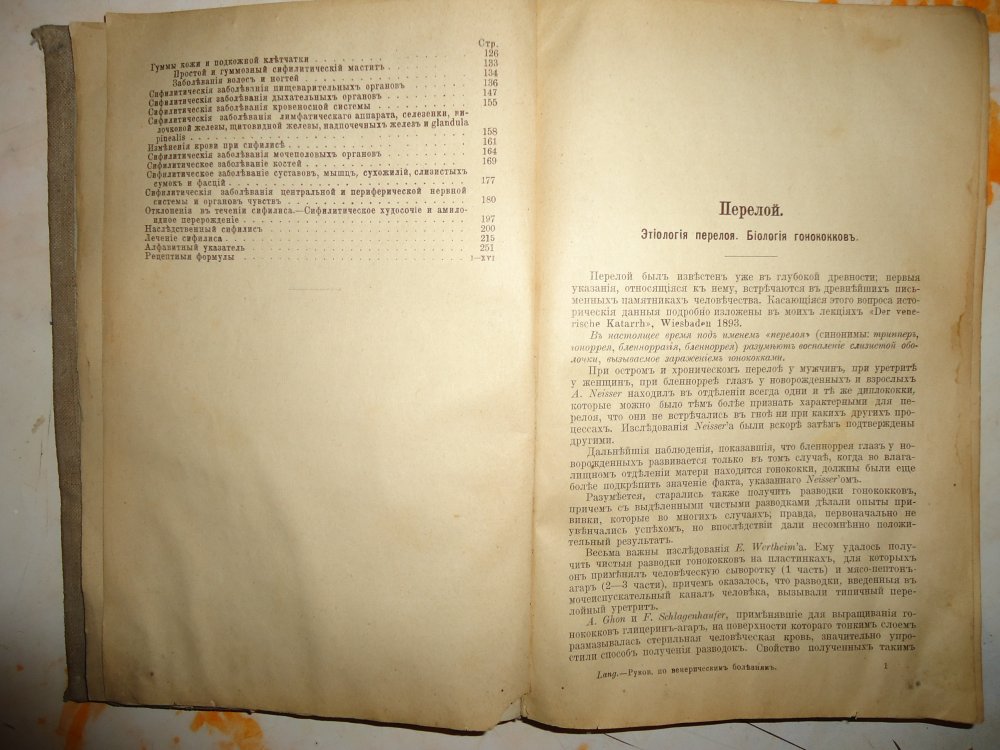 Стр.
Гуммы кожи и подкожной клѣтчатки . . . . . . . . . . . . . 126
Простой и гуммозный сифилитическій маститъ . . . . . . . . 133
Заболѣванія волосъ и ногтей . . . . . . . . . . . . . 134
Сифилитическія заболѣванія пищеварительныхъ органовъ . . . . . . 136
Сифилитическія заболѣванія дыхательныхъ органовъ . . . . . . . 147
Сифилитическія заболѣванія кровеносной системы . . . . . . . . 155
Сифилитическія заболѣванія лимфатическаго аппарата, селезенки, ви-
лочковой железы, щитовидной железы, надпочечныхъ железъ и glandula
pinealis . . . . . . . . . . . . . . . . . . . . 158
Измѣненія крови при сифилисѣ . . . . . . . . . . . . . 161
Сифилитическія заболѣванія мочеполовыхъ органовъ . . . . . . . 164
Сифилитическое заболѣваніе костей . . . . . . . . . . . . 169
Сифилитическое заболѣваніе суставовъ, мышцъ, сухожилій, слизистыхъ
сумокъ и фасцій . . . . . . . . . . . . . . . . . 177
Сифилитическія заболѣванія центральной и периферической нервной
системы и органовъ чувствъ . . . . . . . . . . . . . 180
Отклоненія въ теченіи сифилиса.—Сифилитическое худосочіе и амило-
идное перерожденіе . . . . . . . . . . . . . . . . 197
Наслѣдственный сифилисъ . . . . . . . . . . . . . . . 200
Лѣченіе сифилиса . . . . . . . . . . . . . . . . . 215
Алфавитный указатель . . . . . . . . . . . . . . . . 251
Рецептныя формулы . . . . . . . . . . . . . . . . . I—XVI
Перелой.
Этіологія перелоя. Біологія гонококковъ.
Перелой былъ извѣстенъ уже въ глубокой древности; первыя
указанія, относящіяся къ нему, встрѣчаются въ древнѣйшихъ пись-
менныхъ памятникахъ человѣчества. Касающіяся этого вопроса исто-
рическія данныя подробно изложены въ моихъ лекціяхъ «Der vene-
rische Katarrh», Wiesbaden 1893.
Въ настоящее время подъ именемъ «перелоя» (синонимы: трипперъ,
гоноррея, бленноррагія, бленноррея) разумѣютъ воспаленіе слизистой обо-
лочки, вызываемое зараженіемъ гонококками.
При остромъ и хроническомъ перелоѣ у мужчинъ, при уретритѣ
у женщинъ, при бленнорреѣ глазъ у новорожденныхъ и взрослыхъ
A. Neisser находилъ въ отдѣленіи всегда одни и тѣ же диплококки,
которые можно было тѣмъ болѣе признать характерными для пе-
релоя, что они не встрѣчались въ гноѣ ни при какихъ другихъ про-
цессахъ. Изслѣдованія Neisser'а были вскорѣ затѣмъ подтверждены
другими.
Дальнѣйшія наблюденія, показавшія, что бленноррея глазъ у но-
ворожденныхъ развивается только въ томъ случаѣ, когда во влага-
лищномъ отдѣленіи матери находятся гонококки, должны были еще
болѣе подкрѣпить значеніе факта, указаннаго Neisser'омъ.
Разумѣется, старались также получить разводки гонококковъ,
причемъ съ выдѣленными чистыми разводками дѣлали опыты при-
вивки, которые во многихъ случаяхъ, правда, первоначально не
увѣнчались успѣхомъ, но впослѣдствіи дали несомнѣнно положи-
тельный результатъ.
Весьма важны изслѣдованія E. Wertheim'а. Ему удалось полу-
чить чистыя разводки гонококковъ на пластинкахъ, для которыхъ
онъ примѣнялъ человѣческую сыворотку (1 часть) и мясо-пептонъ-
агаръ (2—3 части), причемъ оказалось, что разводки, введенныя въ
мочеиспускательный каналъ человѣка, вызывали типичный пере-
лойный уретритъ.
A. Ghon и F. Schlagenhaufer, примѣнявшіе для выращиванія го-
нококковъ глицеринъ-агаръ, на поверхности котораго тонкимъ слоемъ
размазывалась стерильная человѣческая кровь, значительно упро-
стили способъ полученія разводокъ. Свойство полученныхъ такимъ
Lang.—Руков. по венерическимъ болѣзнямъ. 1